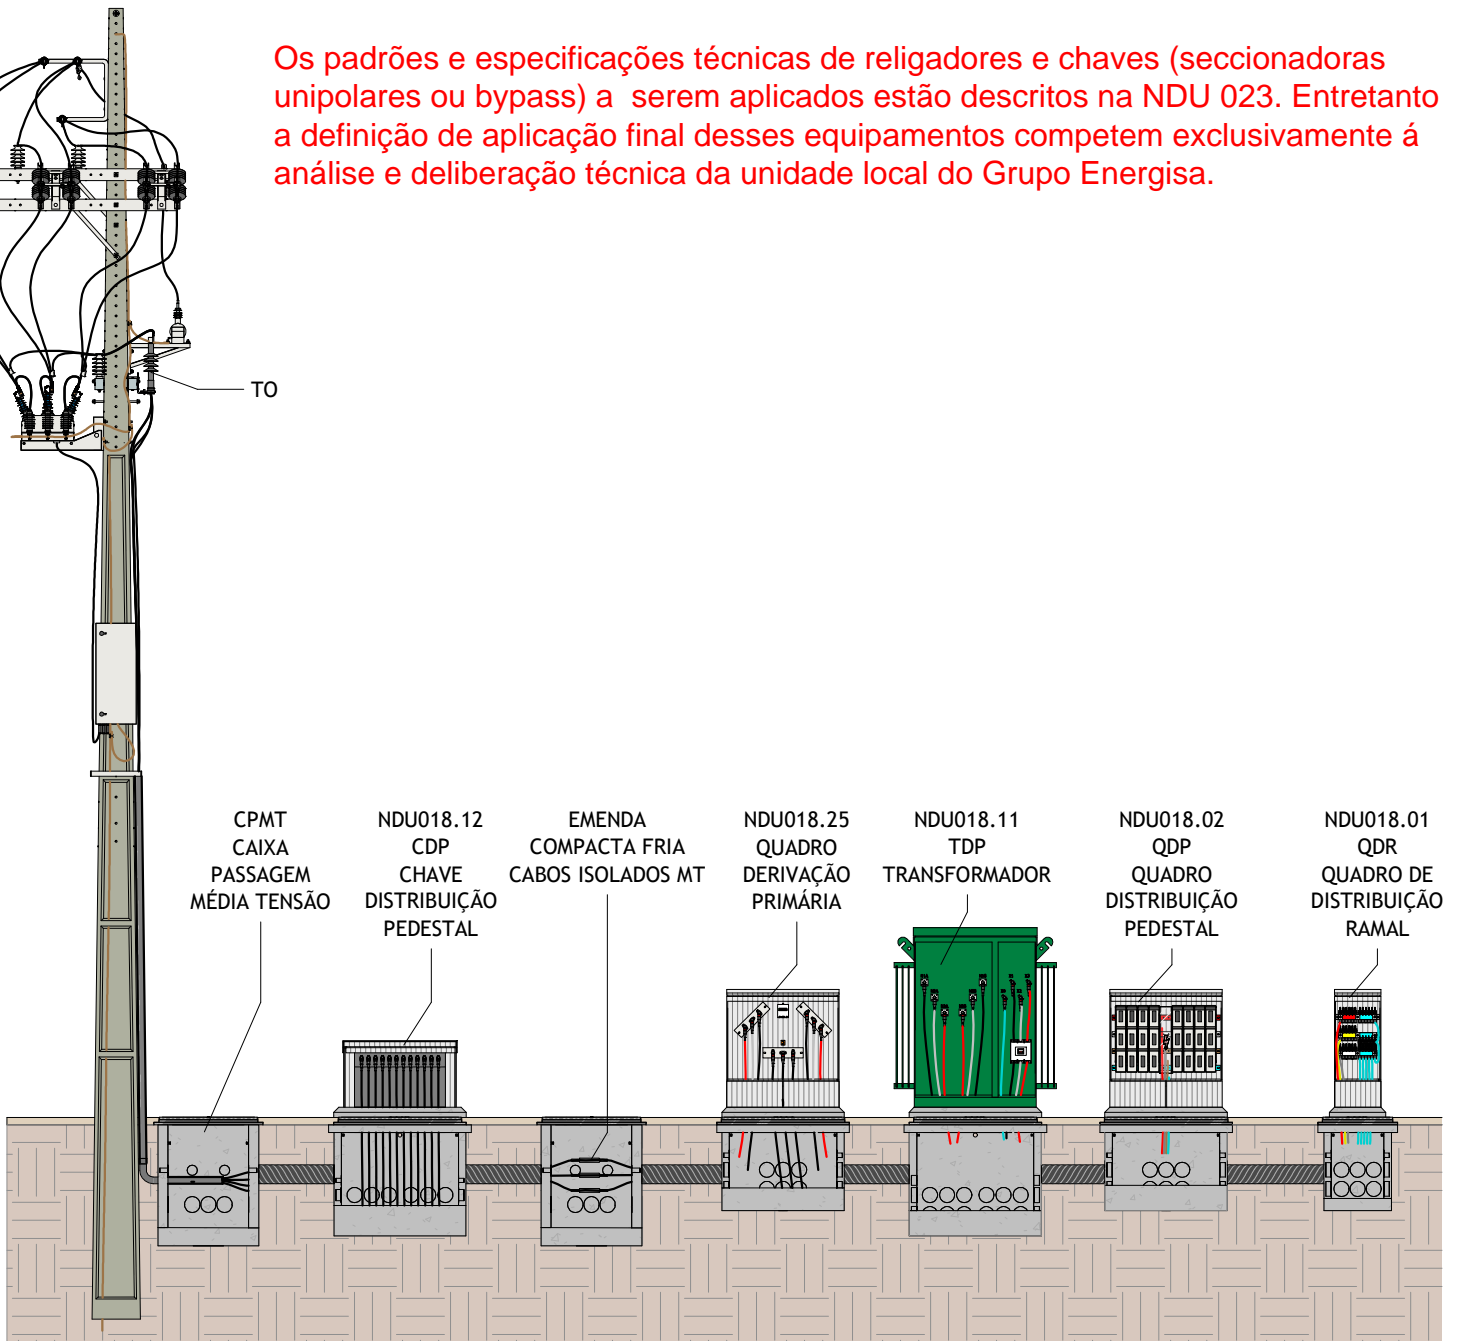 Os padrões e especificações técnicas de religadores e chaves (seccionadoras
unipolares ou bypass) a  serem aplicados estão descritos na NDU 023. Entretanto
a definição de aplicação final desses equipamentos competem exclusivamente á
análise e deliberação técnica da unidade local do Grupo Energisa.
TO
CPMT
CAIXA
PASSAGEM
MÉDIA TENSÃO
NDU018.12
CDP
CHAVE
DISTRIBUIÇÃO
PEDESTAL
EMENDA
COMPACTA FRIA
CABOS ISOLADOS MT
NDU018.25
QUADRO
DERIVAÇÃO
PRIMÁRIA
NDU018.11
TDP
TRANSFORMADOR
NDU018.02
QDP
QUADRO
DISTRIBUIÇÃO
PEDESTAL
NDU018.01
QDR
QUADRO DE
DISTRIBUIÇÃO
RAMAL